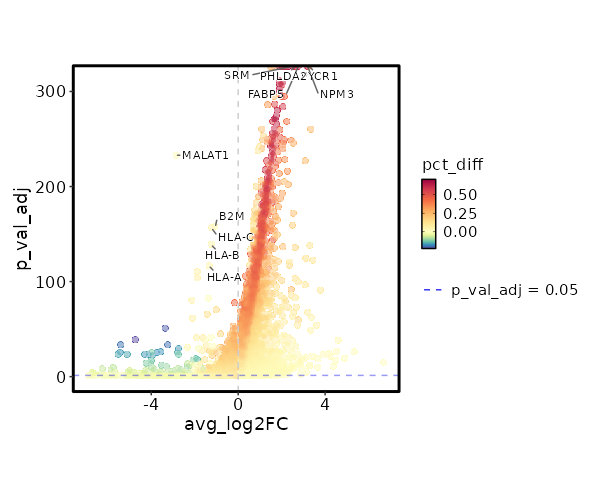 SRM
PHLDA2
YCR1
FABP5
NPM3
MALAT1
B2M
HLA-C
HLA-B
HLA-A
300
200
100
0
-4
0
4
avg_log2FC
p_val_adj
pct_diff
0.50
0.25
0.00
p_val_adj = 0.05